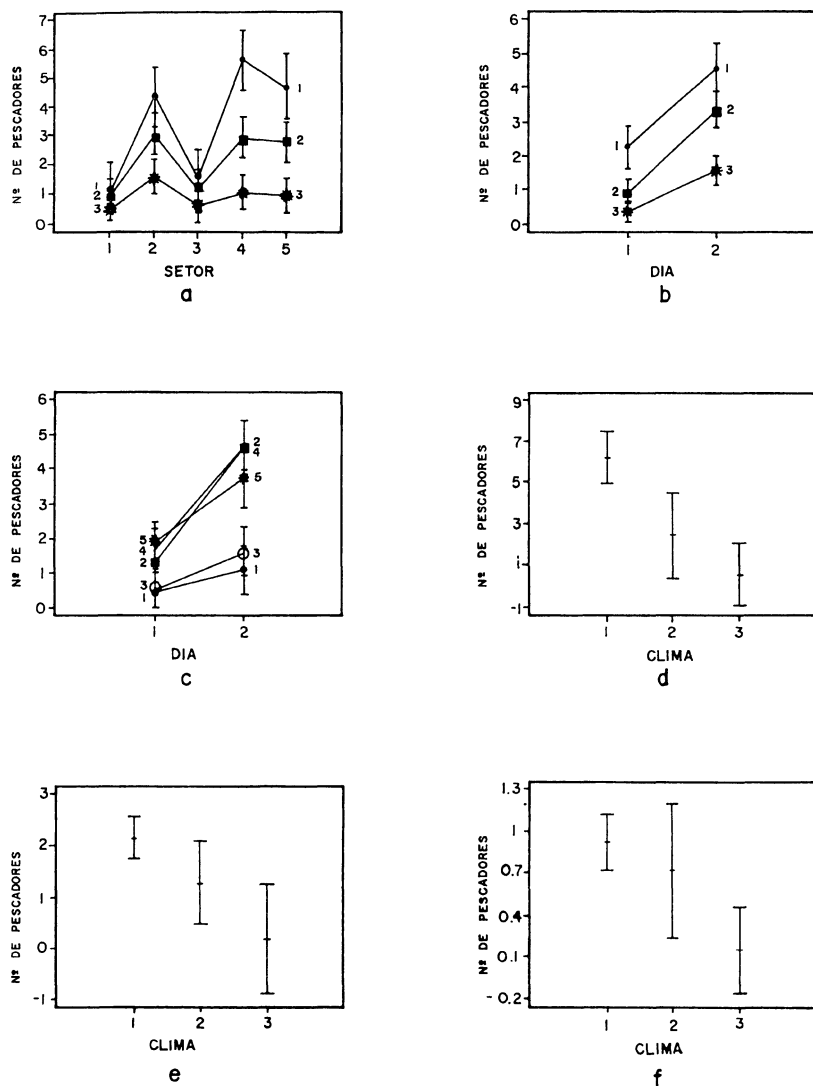 Nº DE PESCADORES
7
6
5
4
3
2
1
0
1
2
3
1
2
3
1 2 3 4 5
SETOR
a
Nº DE PESCADORES
6
5
4
3
2
1
0
1
2
3
1
2
3
1 2
DIA
b
Nº DE PESCADORES
6
5
4
3
2
1
0
5
4
2
3
1
2
4
5
3
1
1 2
DIA
c
Nº DE PESCADORES
9
7
5
3
1
-1
1 2 3
CLIMA
d
Nº DE PESCADORES
3
2
1
0
-1
1 2 3
CLIMA
e
Nº DE PESCADORES
1.3
1
0.7
0.4
0.1
-0.2
1 2 3
CLIMA
f